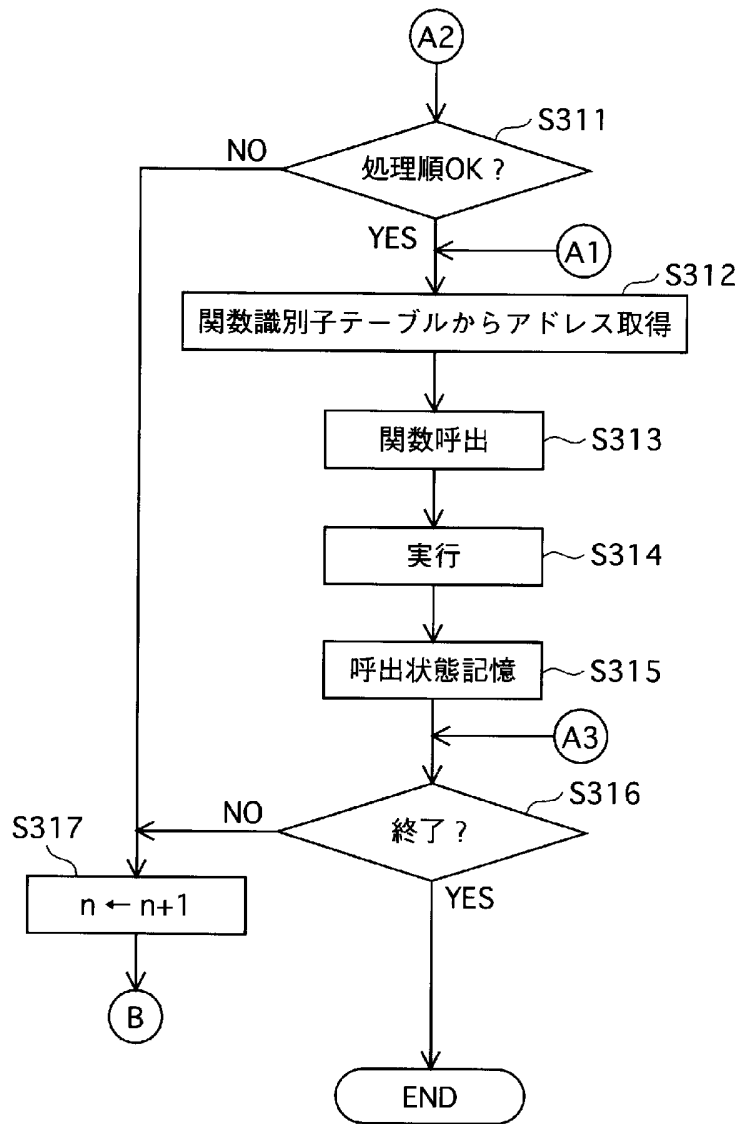 A2
S311
NO
処理順OK?
YES
A1
S312
関数識別子テーブルからアドレス取得
関数呼出
S313
実行
S314
呼出状態記憶
S315
A3
S316
NO
終了?
S317
YES
n ← n+1
B
END